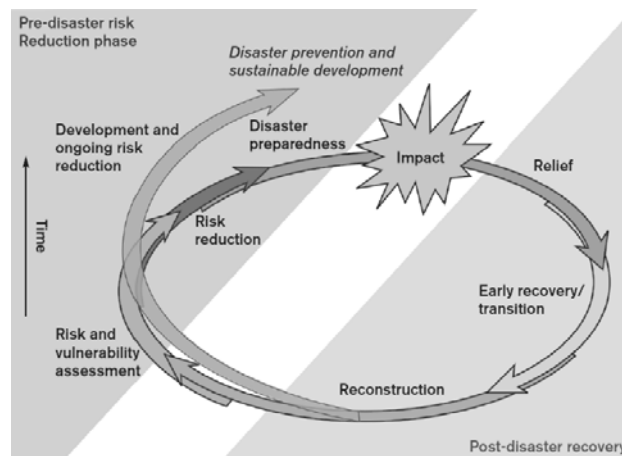 Pre-disaster risk
Reduction phase
Disaster prevention and
sustainable development
Development and
ongoing risk
reduction
Disaster
preparedness
Impact
Relief
Time
Risk
reduction
Early recovery/
transition
Risk and
vulnerability
assessment
Reconstruction
Post-disaster recovery